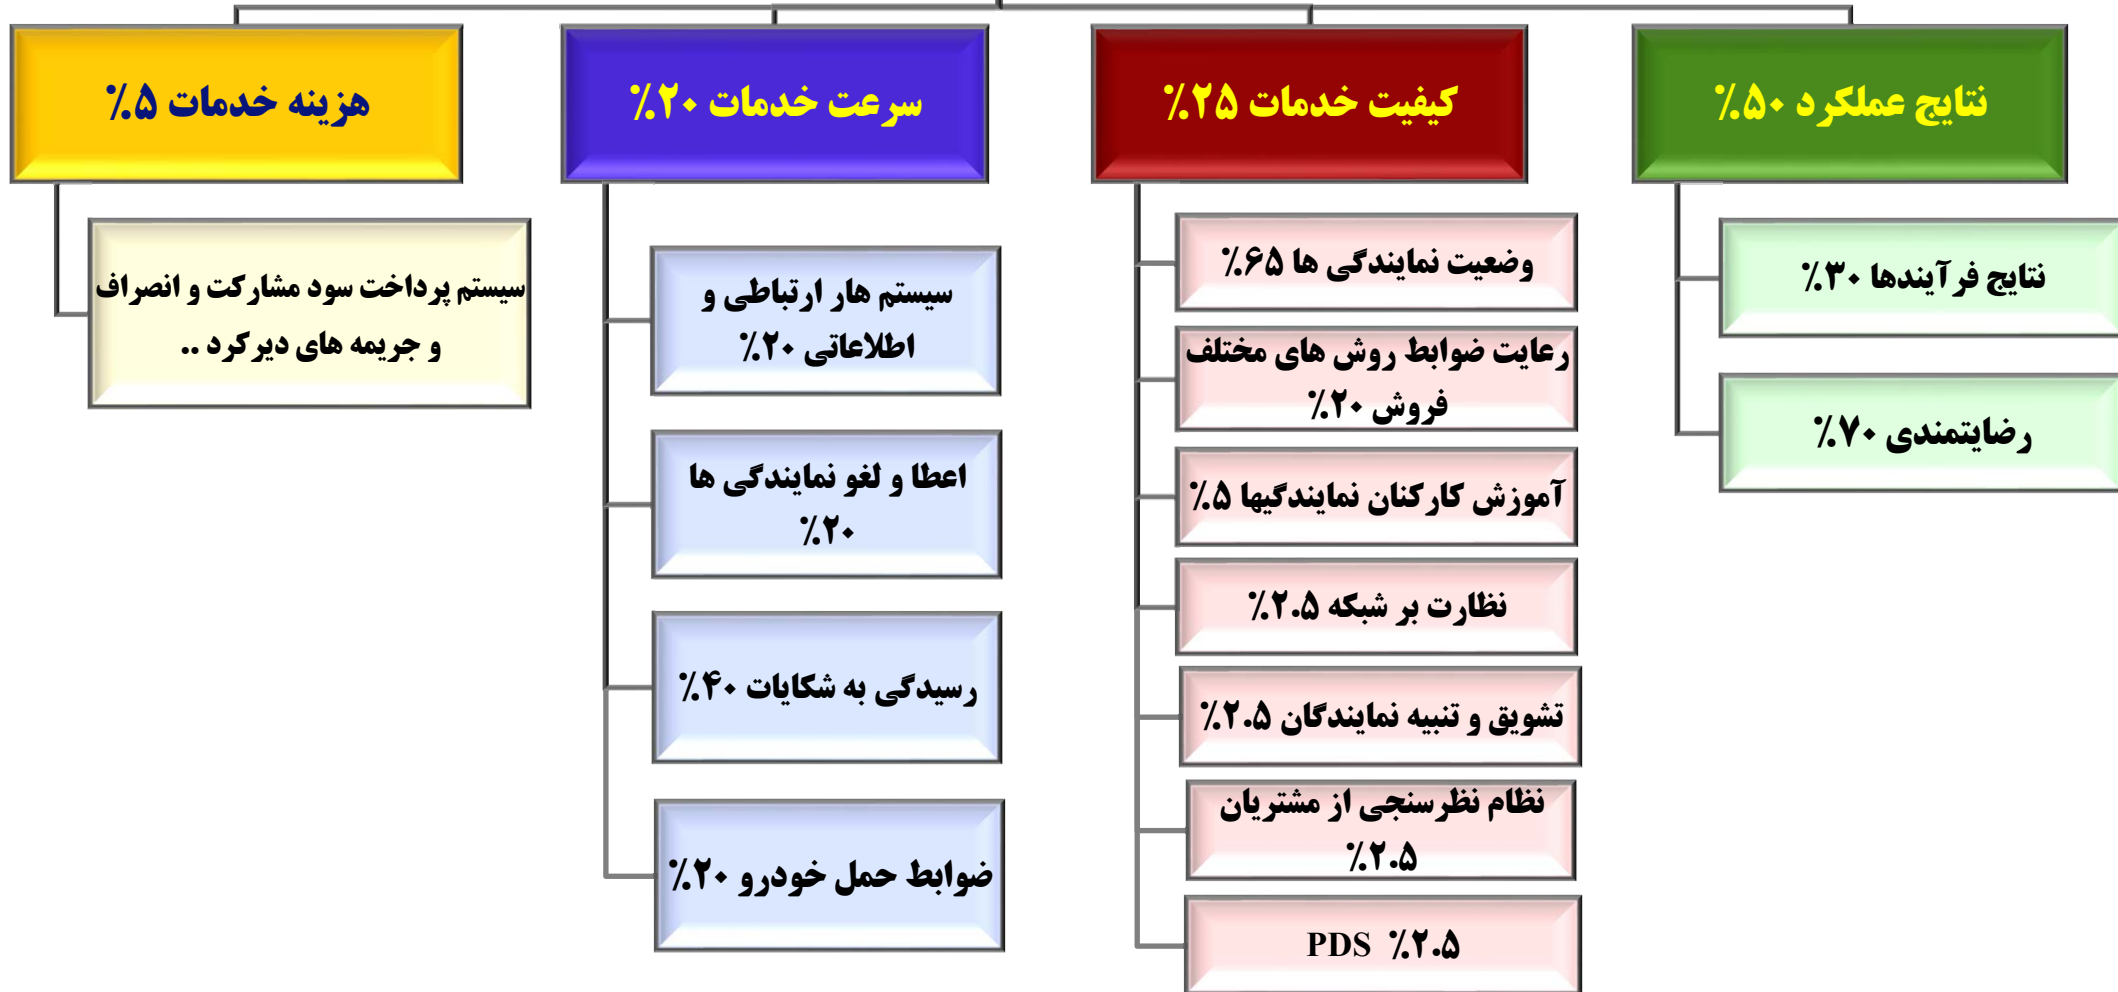 نتایج عملکرد ۵۰%
نتایج فرآیندها ۳۰%
رضایتمندی ۷۰%
کیفیت خدمات ۲۵%
وضعیت نمایندگی ها ۶۵%
رعایت ضوابط روش های مختلف
فروش ۲۰%
آموزش کارکنان نمایندگیها ۵%
نظارت بر شبکه ۲.۵%
تشویق و تنبیه نمایندگان ۲.۵%
نظام نظرسنجی از مشتریان
۲.۵%
PDS %۲.۵
سرعت خدمات ۲۰%
سیستم هار ارتباطی و
اطلاعاتی ۲۰%
اعطا و لغو نمایندگی ها
۲۰%
رسیدگی به شکایات ۴۰%
ضوابط حمل خودرو ۲۰%
هزینه خدمات ۵%
سیستم پرداخت سود مشارکت و انصراف
و جریمه های دیرکرد ..